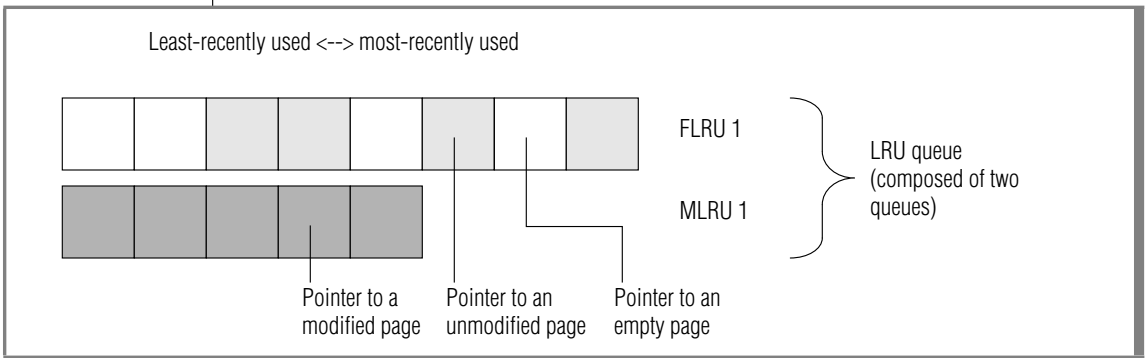 Least-recently used <--> most-recently used
FLRU 1
MLRU 1
LRU queue
(composed of two
queues)
Pointer to a
modified page
Pointer to an
unmodified page
Pointer to an
empty page